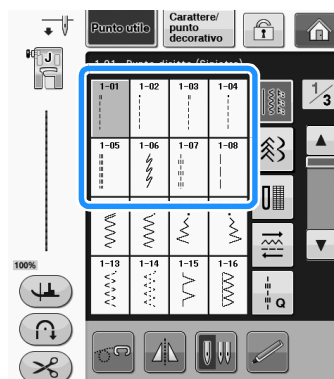 Punto utile
Carattere/
punto
decorativo
J
1-01 Punto diritto (Sinistro)
1/3
1-01 1-02 1-03 1-04
1-05 1-06 1-07 1-08
100%
1-13 1-14 1-15 1-16
Q